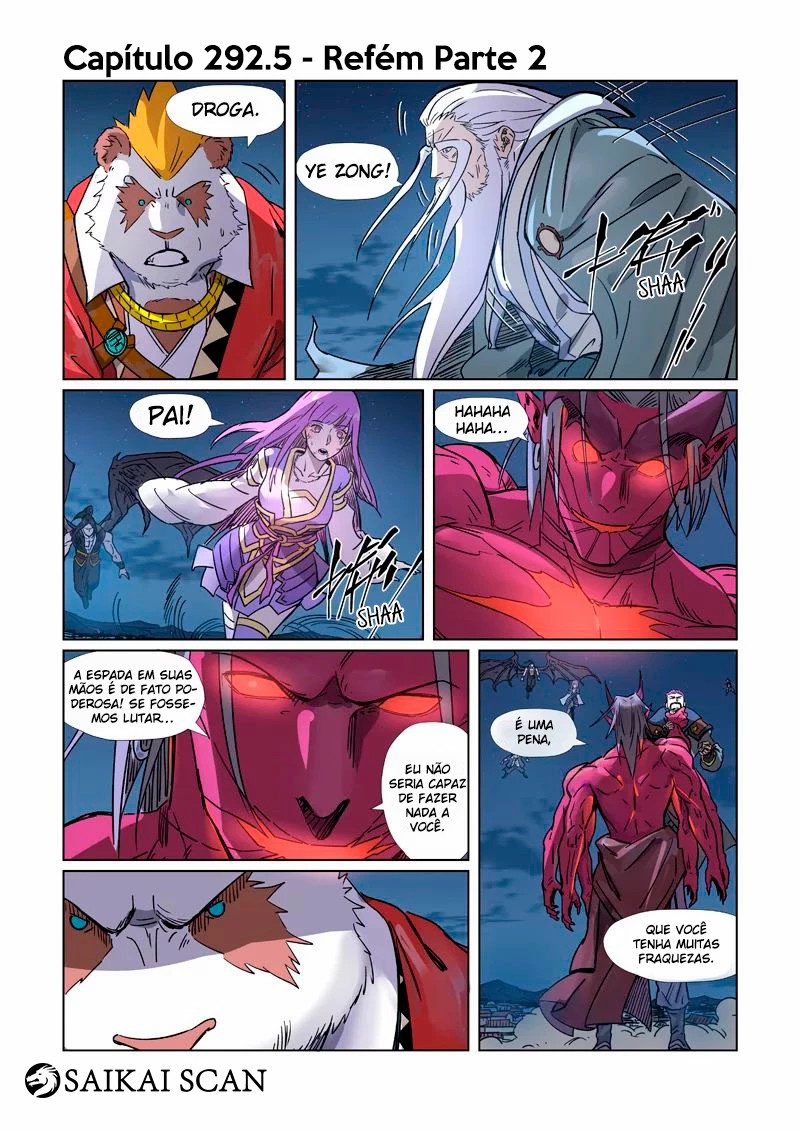 Capítulo 292.5 - Refém Parte 2
DROGA.
YE ZONG!
SHAA
PAI!
SHAA
HAHAHA
HAHA...
A ESPADA EM SUAS
MÃOS É DE FATO PO-
DEROSA! SE FOSSE-
MOS LUTAR...
EU NÃO
SERIA CAPAZ
DE FAZER
NADA A
VOCÊ.
É UMA
PENA,
QUE VOCÊ
TENHA MUITAS
FRAQUEZAS.
SAIKAI SCAN